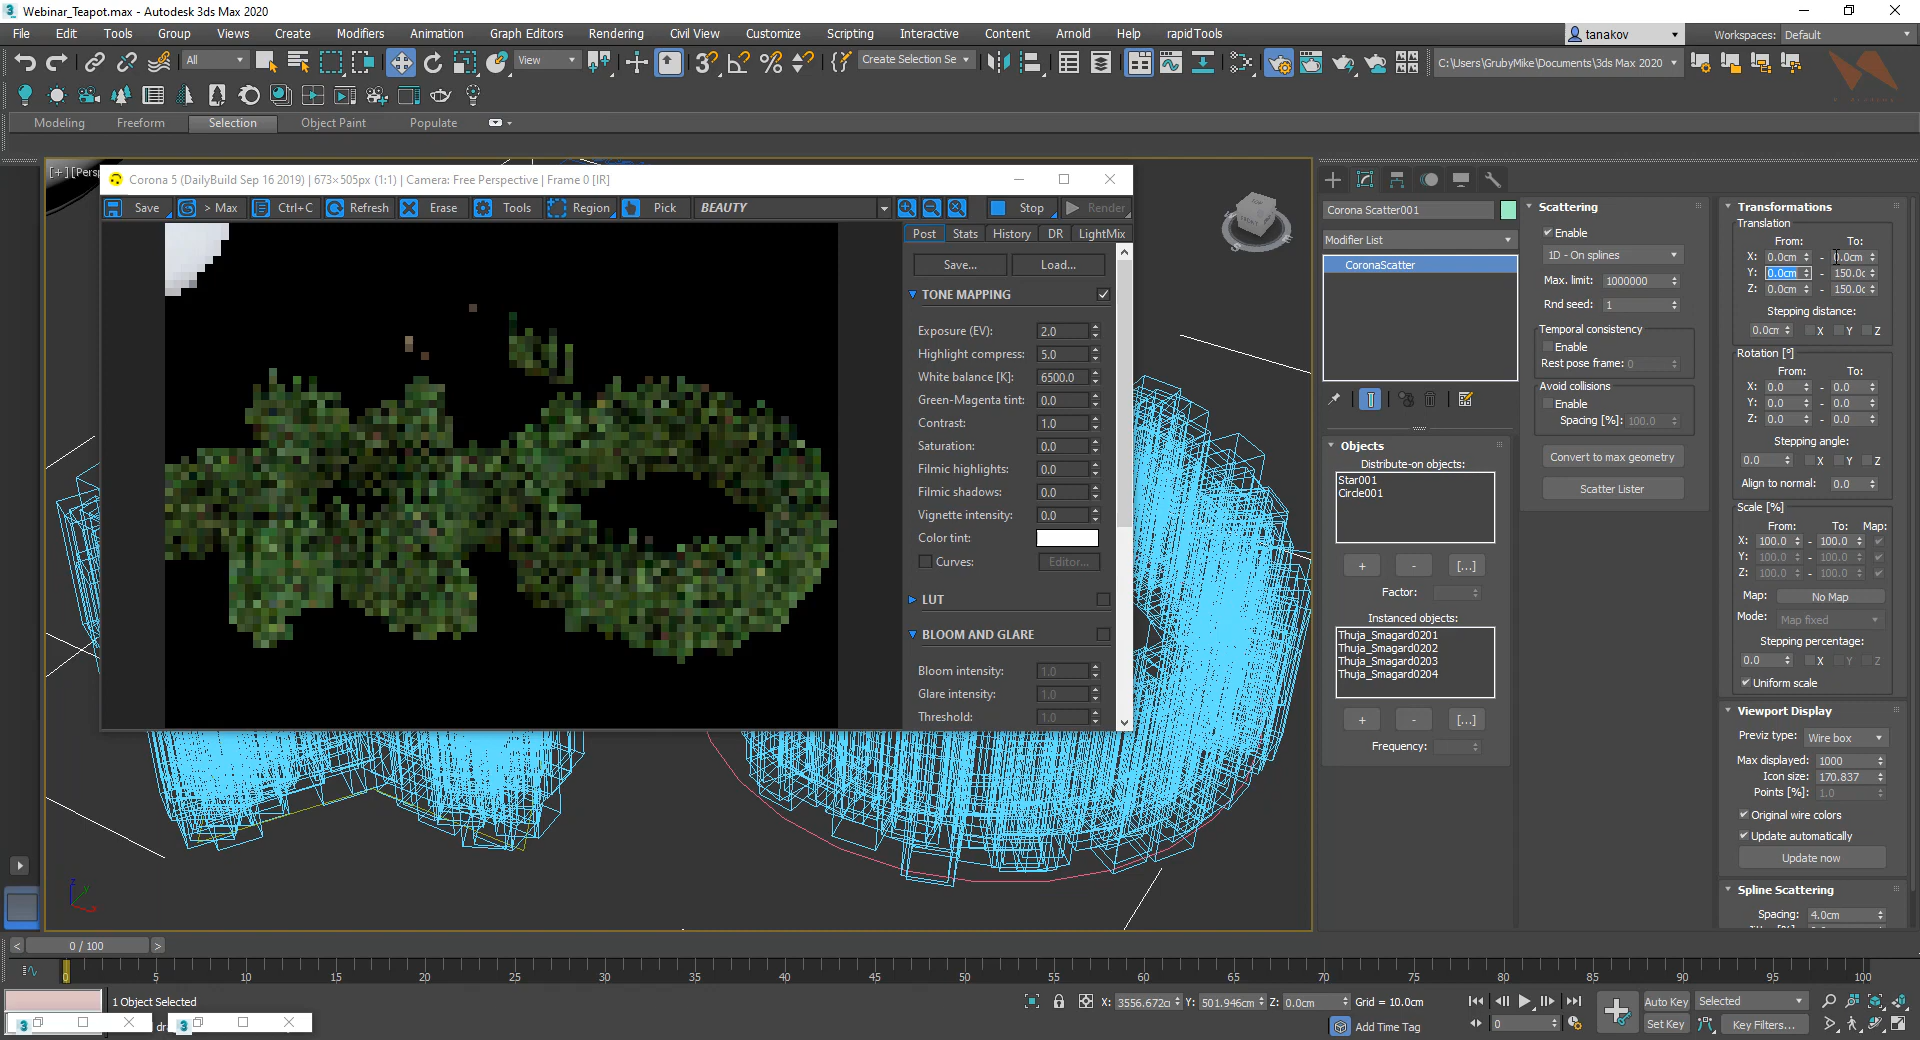 Webinar_Teapot.max - Autodesk 3ds Max 2020
File Edit Tools Group Views Create Modifiers Animation Graph Editors Rendering Civil View Customize Scripting Interactive Content Arnold Help rapidTools
tanakov Workspaces: Default
All View Create Selection Se C:\Users\GrubyMike\Documents\3ds Max 2020
Modeling Freeform Selection Object Paint Populate
[+] [Persp
Corona 5 (DailyBuild Sep 16 2019) | 673×505px (1:1) | Camera: Free Perspective | Frame 0 [IR]
Save > Max Ctrl+C Refresh Erase Tools Region Pick BEAUTY Stop Render
Post Stats History DR LightMix
Save... Load...
TONE MAPPING
Exposure (EV): 2.0
Highlight compress: 5.0
White balance [K]: 6500.0
Green-Magenta tint: 0.0
Contrast: 1.0
Saturation: 0.0
Filmic highlights: 0.0
Filmic shadows: 0.0
Vignette intensity: 0.0
Color tint:
Curves: Editor...
LUT
BLOOM AND GLARE
Bloom intensity: 1.0
Glare intensity: 1.0
Threshold: 1.0
Corona Scatter001
Modifier List
CoronaScatter
Objects
Distribute-on objects:
Star001
Circle001
+ - [...]
Factor:
Instanced objects:
Thuja_Smagard0201
Thuja_Smagard0202
Thuja_Smagard0203
Thuja_Smagard0204
+ - [...]
Frequency:
Scattering
Enable
1D - On splines
Max. limit: 1000000
Rnd seed: 1
Temporal consistency
Enable
Rest pose frame: 0
Avoid collisions
Enable
Spacing [%]: 100.0
Convert to max geometry
Scatter Lister
Transformations
Translation
From: To:
X: 0.0cm - 0.0cm
Y: 0.0cm - 150.0c
Z: 0.0cm - 150.0c
Stepping distance:
0.0cm X Y Z
Rotation [°]
From: To:
X: 0.0 - 0.0
Y: 0.0 - 0.0
Z: 0.0 - 0.0
Stepping angle:
0.0 X Y Z
Align to normal: 0.0
Scale [%]
From: To: Map:
X: 100.0 - 100.0
Y: 100.0 - 100.0
Z: 100.0 - 100.0
Map: No Map
Mode: Map fixed
Stepping percentage:
0.0 X Y Z
Uniform scale
Viewport Display
Previz type: Wire box
Max displayed: 1000
Icon size: 170.837
Points [%]: 1.0
Original wire colors
Update automatically
Update now
Spline Scattering
Spacing: 4.0cm
< 0 / 100 >
0 5 10 15 20 25 30 35 40 45 50 55 60 65 70 75 80 85 90 95 100
1 Object Selected
X: 3556.672c Y: 501.946cm Z: 0.0cm Grid = 10.0cm
Add Time Tag
0
Auto Key Selected
Set Key Key Filters...